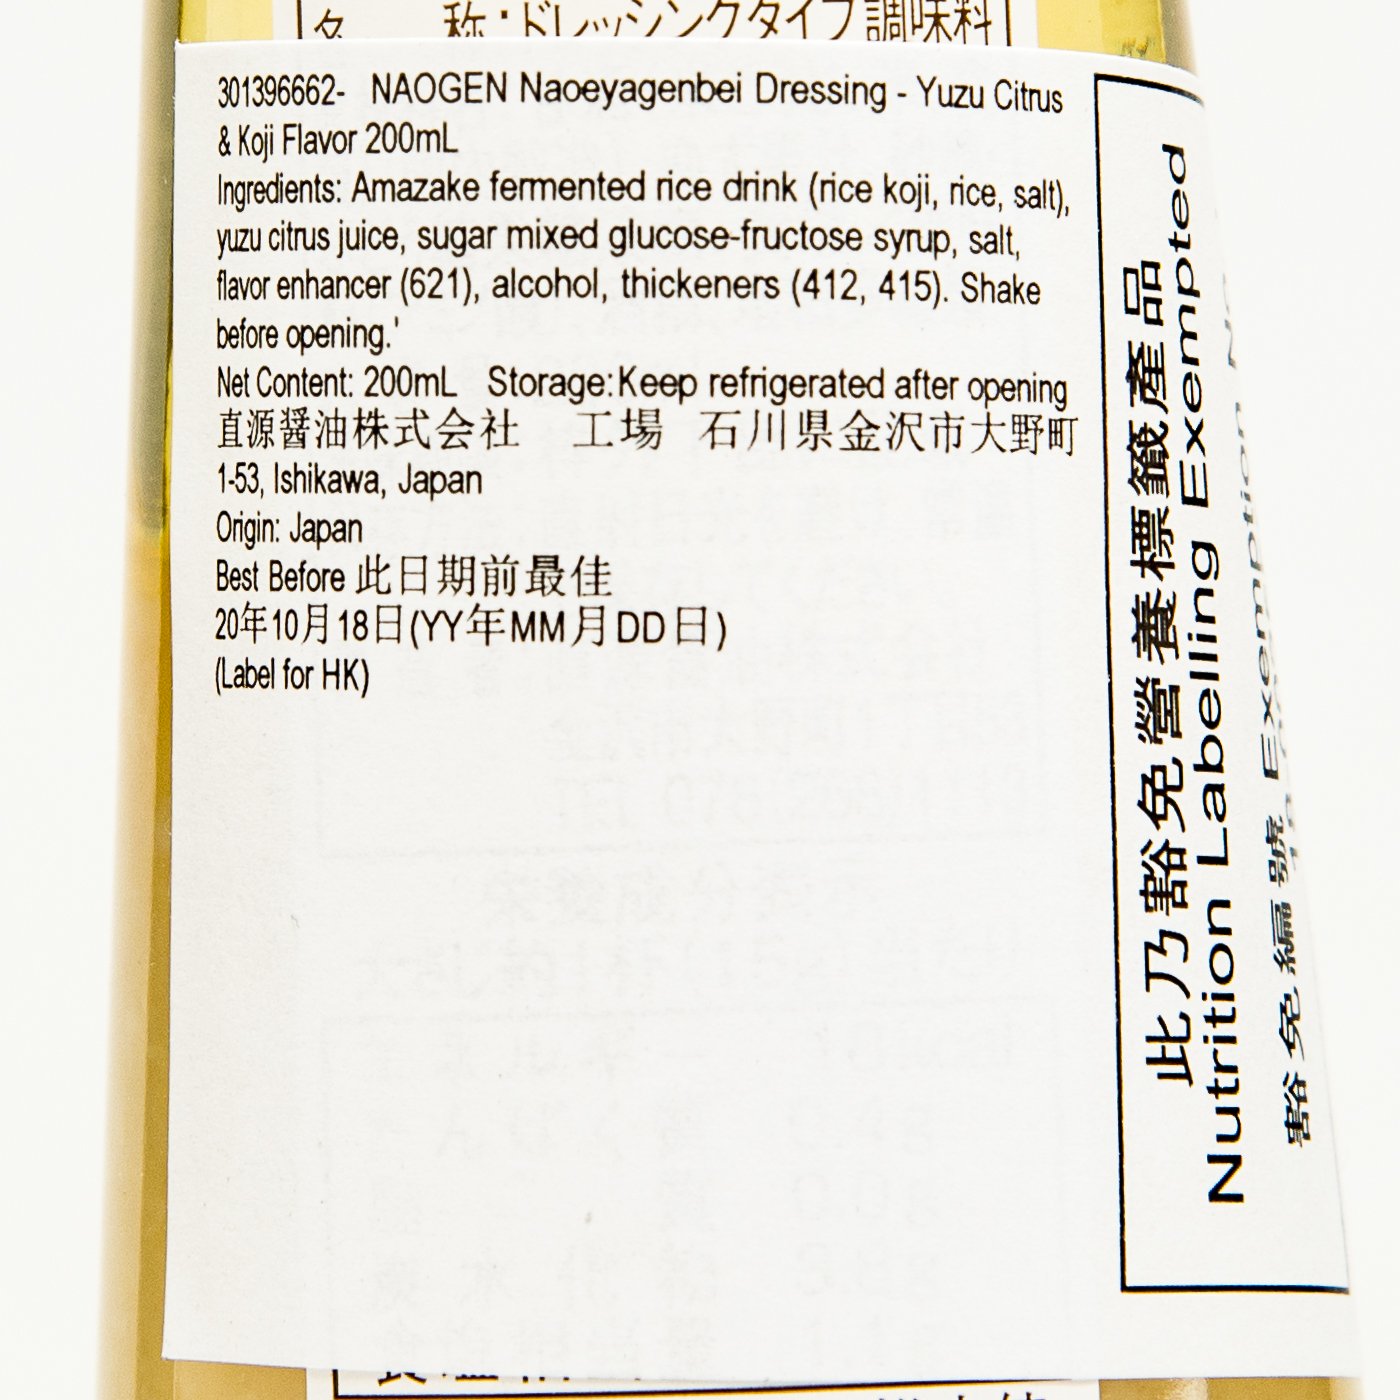 称：ドレッシングタイプ調味料
301396662-   NAOGEN Naoeyagenbei Dressing - Yuzu Citrus
& Koji Flavor 200mL
Ingredients: Amazake fermented rice drink (rice koji, rice, salt),
yuzu citrus juice, sugar mixed glucose-fructose syrup, salt,
flavor enhancer (621), alcohol, thickeners (412, 415). Shake
before opening.'
Net Content: 200mL   Storage:Keep refrigerated after opening
直源醤油株式会社　工場　石川県金沢市大野町
1-53, Ishikawa, Japan
Origin: Japan
Best Before 此日期前最佳
20年10月18日(YY年MM月DD日)
(Label for HK)
此乃豁免營養標籤產品
Nutrition Labelling Exempted
豁免編號 Exemption No